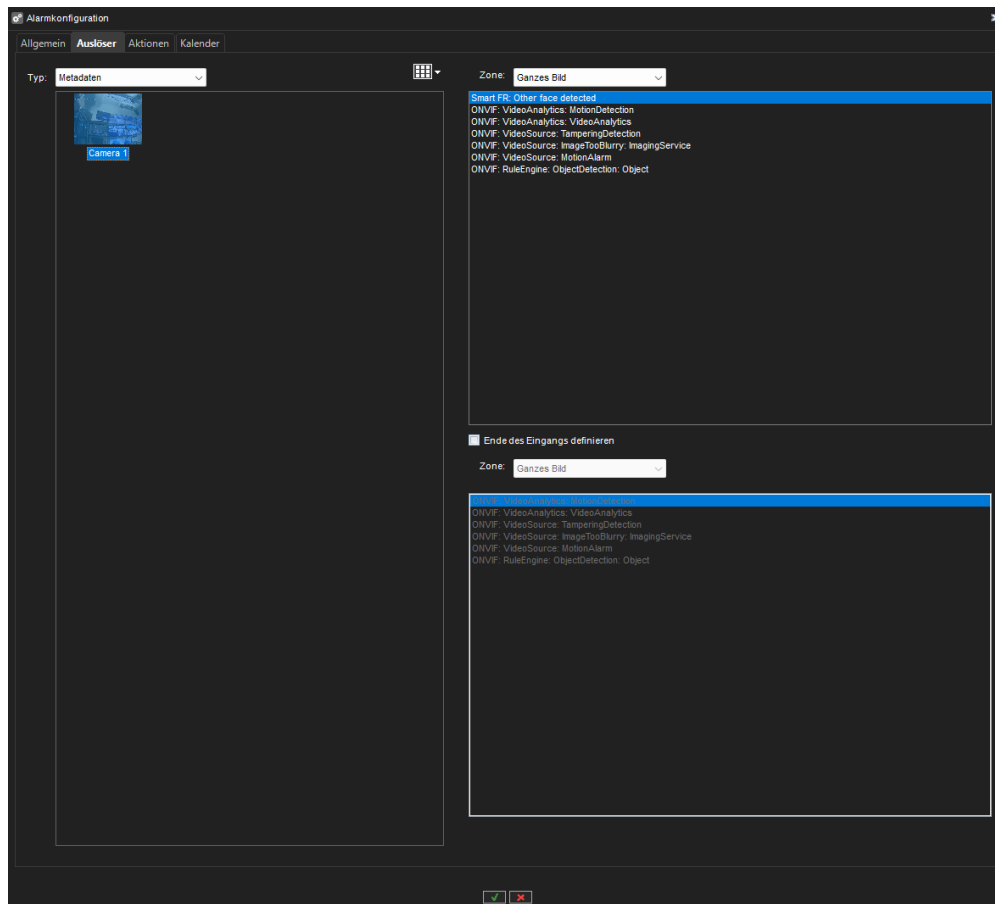 Alarmkonfiguration
Allgemein Auslöser Aktionen Kalender
Typ: Metadaten
Camera 1
Zone: Ganzes Bild
Smart FR: Other face detected
ONVIF: VideoAnalytics: MotionDetection
ONVIF: VideoAnalytics: VideoAnalytics
ONVIF: VideoSource: TamperingDetection
ONVIF: VideoSource: ImageTooBlurry: ImagingService
ONVIF: VideoSource: MotionAlarm
ONVIF: RuleEngine: ObjectDetection: Object
Ende des Eingangs definieren
Zone: Ganzes Bild
ONVIF: VideoAnalytics: MotionDetection
ONVIF: VideoAnalytics: VideoAnalytics
ONVIF: VideoSource: TamperingDetection
ONVIF: VideoSource: ImageTooBlurry: ImagingService
ONVIF: VideoSource: MotionAlarm
ONVIF: RuleEngine: ObjectDetection: Object